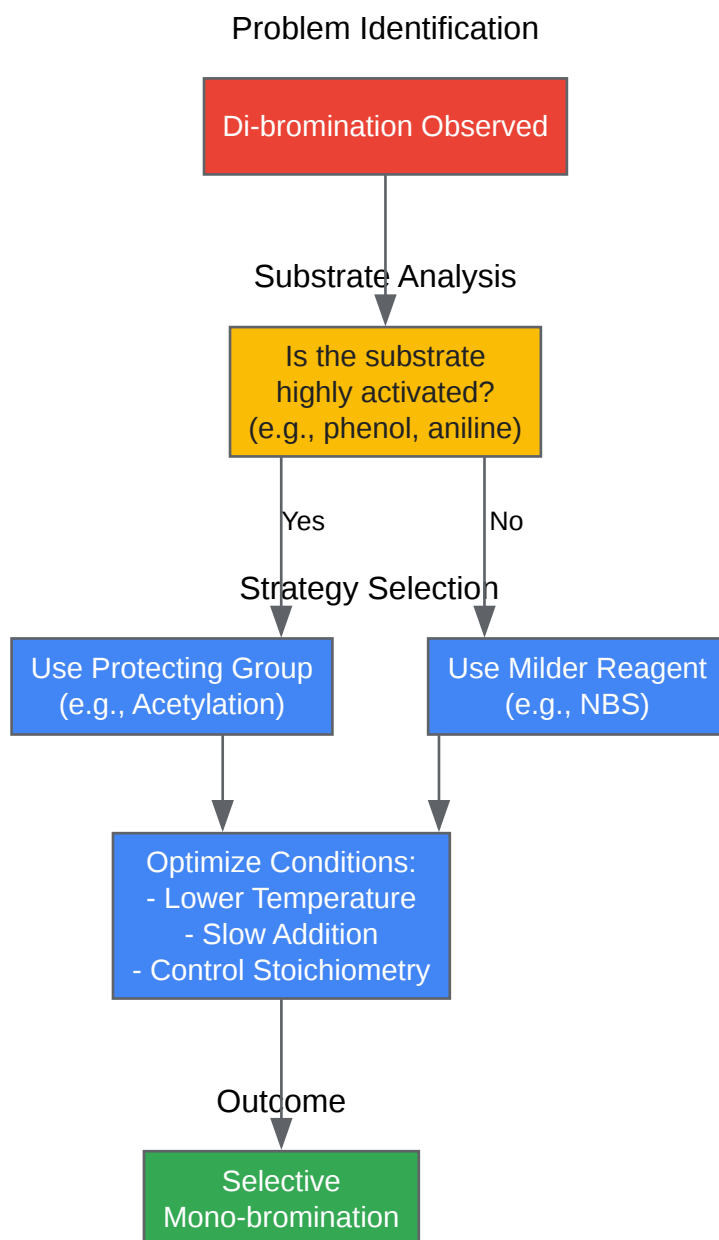 Problem Identification
Di-bromination Observed
Substrate Analysis
Is the substrate
highly activated?
(e.g., phenol, aniline)
Yes
No
Strategy Selection
Use Protecting Group
(e.g., Acetylation)
Use Milder Reagent
(e.g., NBS)
Optimize Conditions:
- Lower Temperature
- Slow Addition
- Control Stoichiometry
Outcome
Selective
Mono-bromination